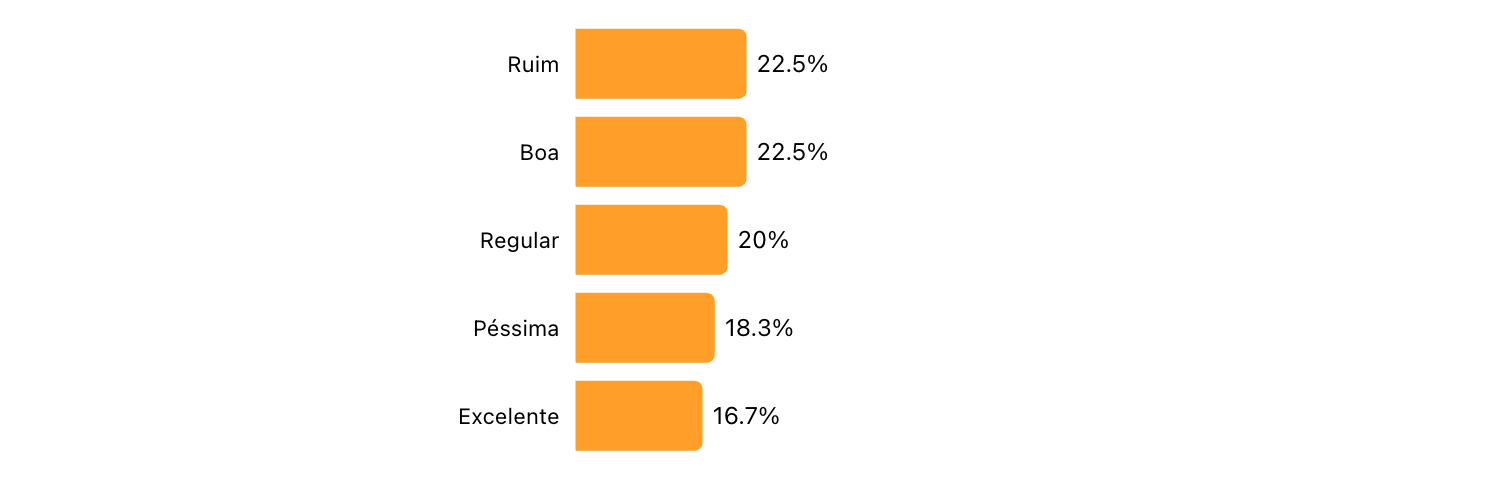 Ruim 22.5%
Boa 22.5%
Regular 20%
Péssima 18.3%
Excelente 16.7%